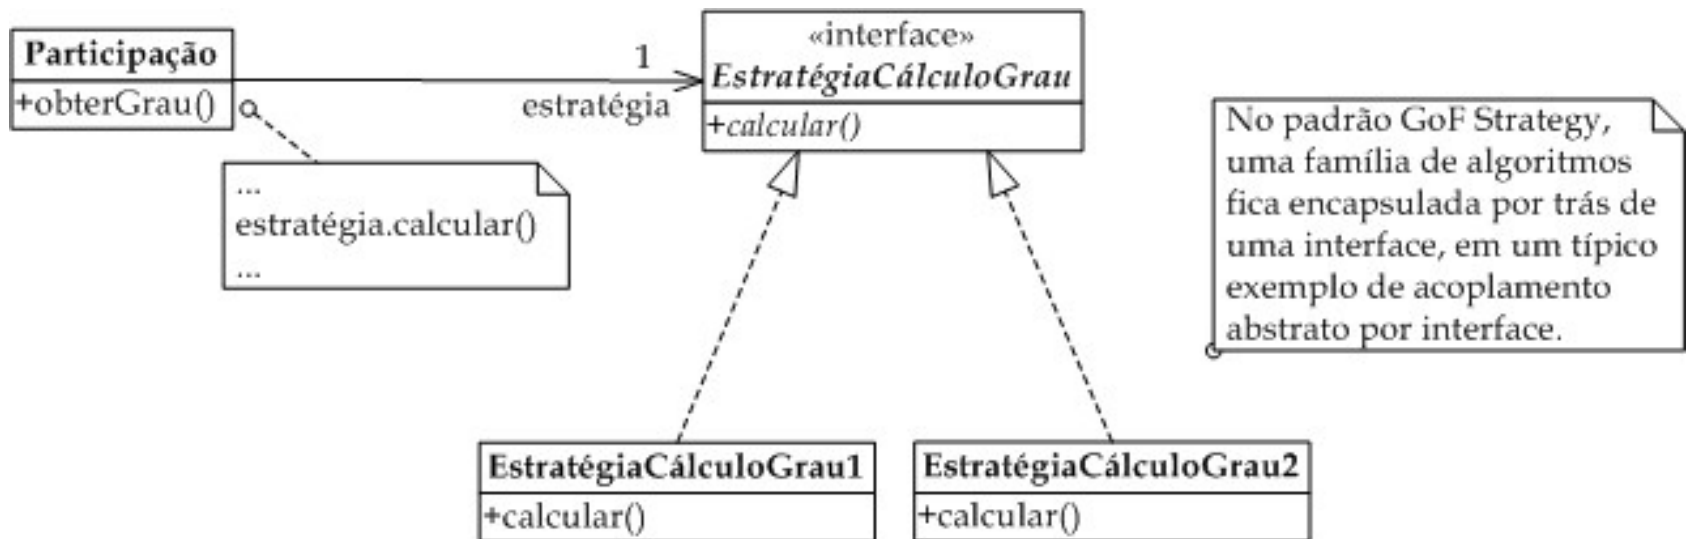 Participação
+obterGrau()
1
estratégia
«interface»
EstratégiaCálculoGrau
+calcular()
...
estratégia.calcular()
...
No padrão GoF Strategy,
uma família de algoritmos
fica encapsulada por trás de
uma interface, em um típico
exemplo de acoplamento
abstrato por interface.
EstratégiaCálculoGrau1
+calcular()
EstratégiaCálculoGrau2
+calcular()